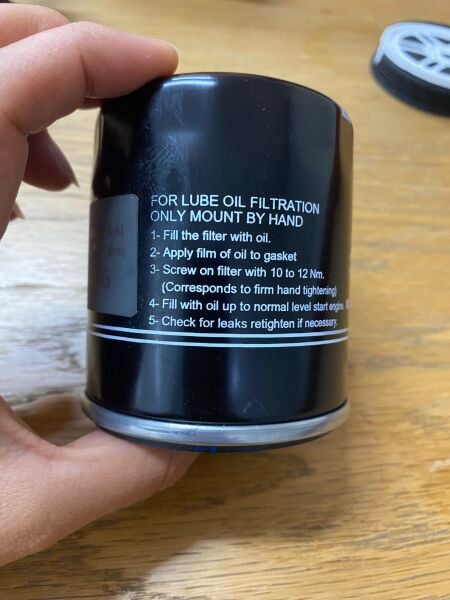 FOR LUBE OIL FILTRATION
ONLY MOUNT BY HAND
1- Fill the filter with oil.
2- Apply film of oil to gasket
3- Screw on filter with 10 to 12 Nm.
(Corresponds to firm hand tightening)
4- Fill with oil up to normal level start engine.
5- Check for leaks retighten if necessary.